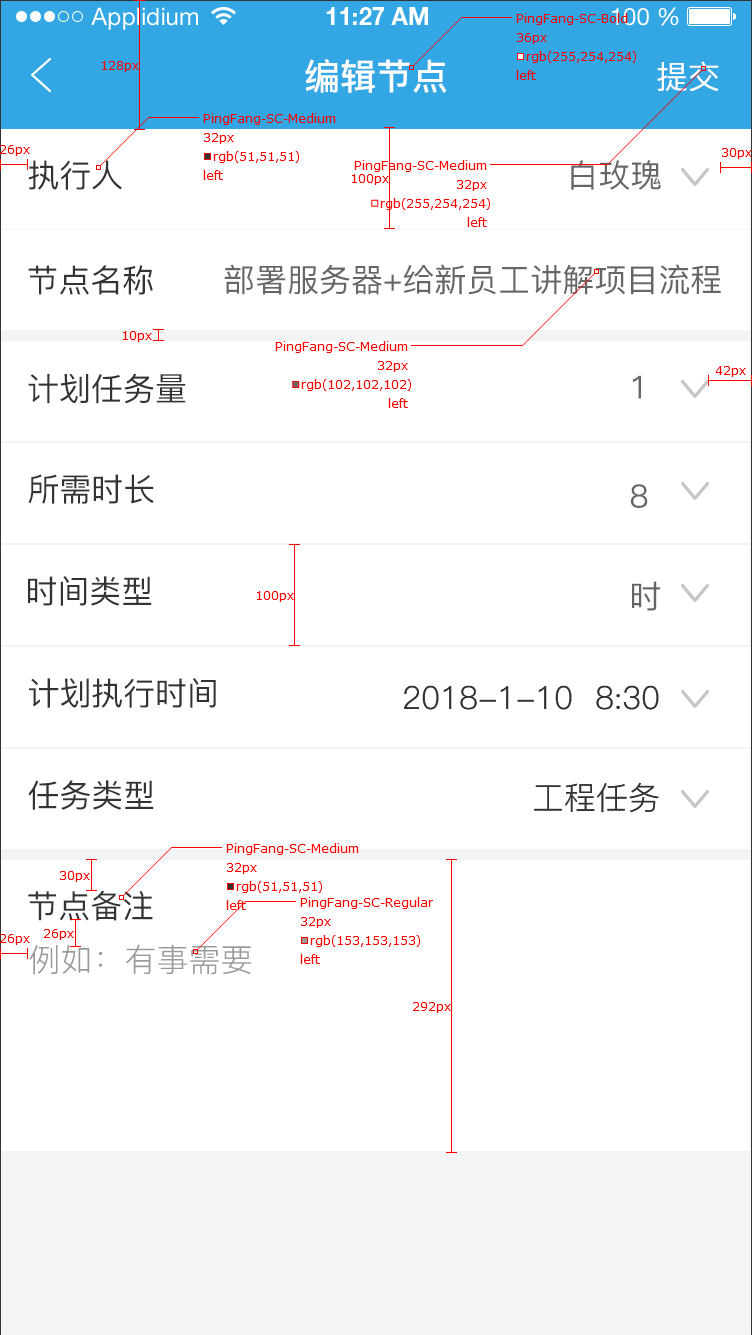 Applidium 11:27 AM 100 %
PingFang-SC-Bold
36px
rgb(255,254,254)
left
128px
编辑节点
提交
PingFang-SC-Medium
32px
rgb(51,51,51)
left
26px
执行人
PingFang-SC-Medium
32px
rgb(255,254,254)
left
100px
30px
白玫瑰
节点名称
部署服务器+给新员工讲解项目流程
10px
PingFang-SC-Medium
32px
rgb(102,102,102)
left
计划任务量
1
42px
所需时长
8
时间类型
100px
时
计划执行时间
2018-1-10 8:30
任务类型
工程任务
PingFang-SC-Medium
32px
rgb(51,51,51)
left
30px
节点备注
PingFang-SC-Regular
32px
rgb(153,153,153)
left
26px
26px
例如：有事需要
292px